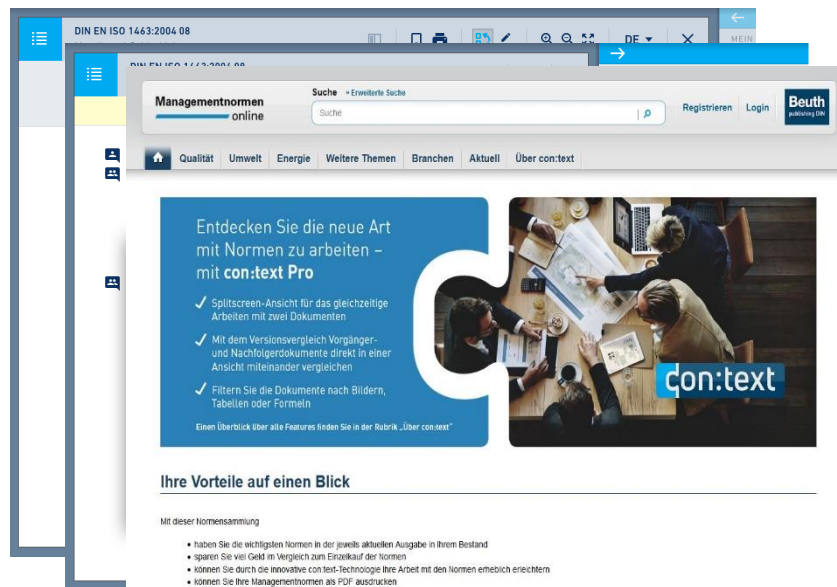 DIN EN ISO 1463:2004 08
DE
MEIN
DIN EN ISO 1463:2004 08
Managementnormen
online
Suche » Erweiterte Suche
Suche
Registrieren
Login
Beuth
publishing DIN
Qualität
Umwelt
Energie
Weitere Themen
Branchen
Aktuell
Über con:text
Entdecken Sie die neue Art
mit Normen zu arbeiten –
mit con:text Pro
Splitscreen-Ansicht für das gleichzeitige
Arbeiten mit zwei Dokumenten
Mit dem Versionsvergleich Vorgänger-
und Nachfolgerdokumente direkt in einer
Ansicht miteinander vergleichen
Filtern Sie die Dokumente nach Bildern,
Tabellen oder Formeln
Einen Überblick über alle Features finden Sie in der Rubrik „Über con:text"
con:text
Ihre Vorteile auf einen Blick
Mit dieser Normensammlung
• haben Sie die wichtigsten Normen in der jeweils aktuellen Ausgabe in Ihrem Bestand
• sparen Sie viel Geld im Vergleich zum Einzelkauf der Normen
• können Sie durch die innovative con:text-Technologie Ihre Arbeit mit den Normen erheblich erleichtern
• können Sie Ihre Managementnormen als PDF ausdrucken